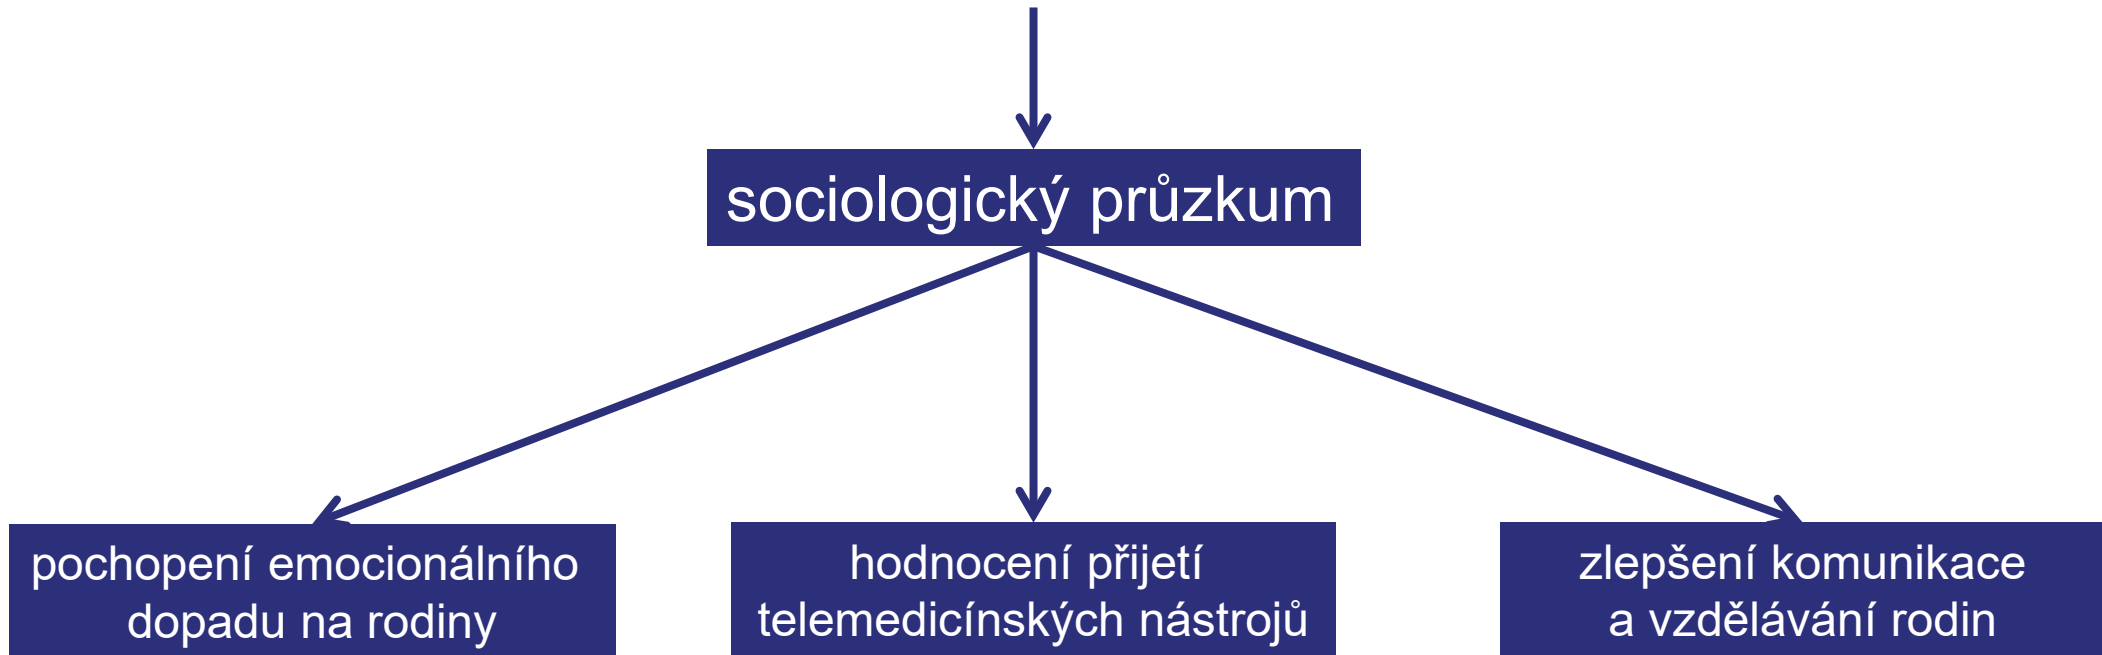 sociologický průzkum
pochopení emocionálního
dopadu na rodiny
hodnocení přijetí
telemedicínských nástrojů
zlepšení komunikace
a vzdělávání rodin